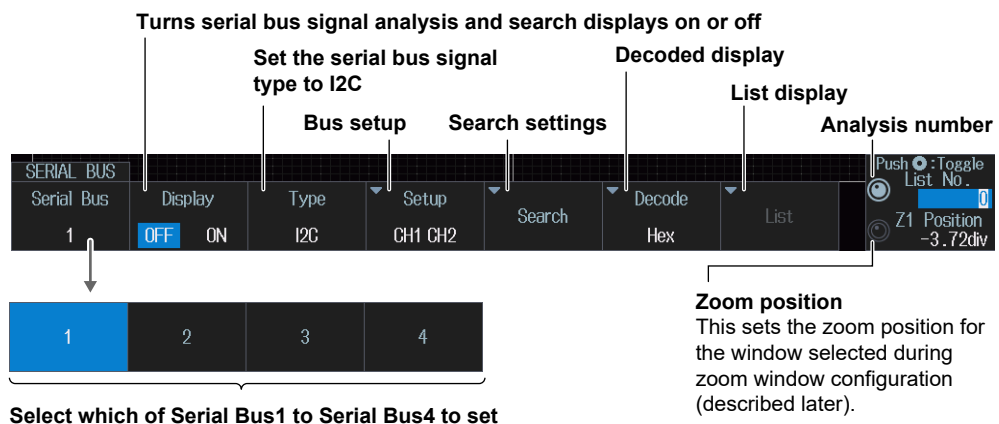 Turns serial bus signal analysis and search displays on or off
Set the serial bus signal
type to I2C
Decoded display
List display
Bus setup
Search settings
Analysis number
SERIAL BUS
Serial Bus
1
Display
OFF ON
Type
I2C
Setup
CH1 CH2
Search
Decode
Hex
List
Push :Toggle
List No.
0
Z1 Position
-3.72div
1
2
3
4
Select which of Serial Bus1 to Serial Bus4 to set
Zoom position
This sets the zoom position for
the window selected during
zoom window configuration
(described later).